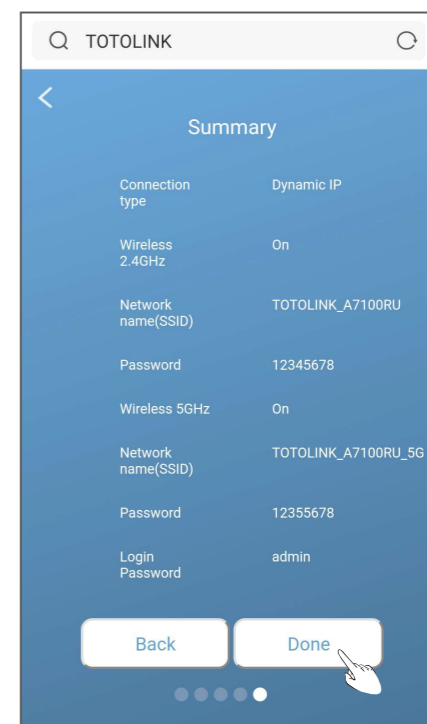 TOTOLINK
Summary
Connection type Dynamic IP
Wireless 2.4GHz On
Network name(SSID) TOTOLINK_A7100RU
Password 12345678
Wireless 5GHz On
Network name(SSID) TOTOLINK_A7100RU_5G
Password 12355678
Login Password admin
Back Done